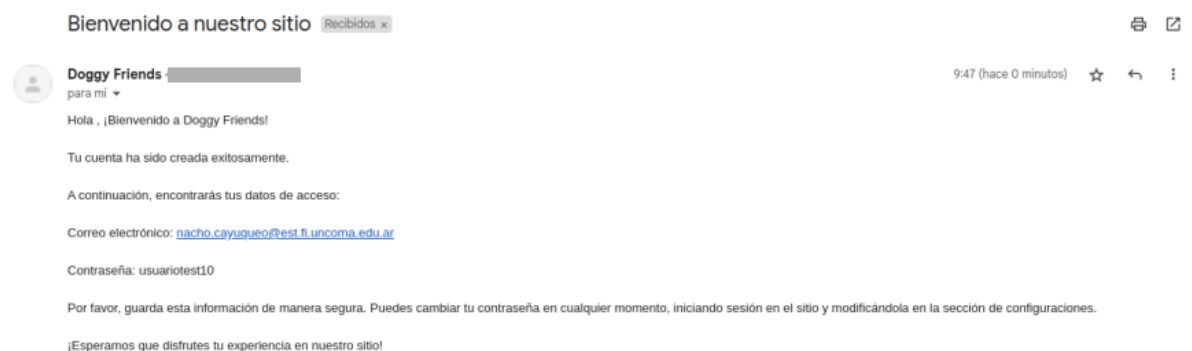 Bienvenido a nuestro sitio Recibidos ×
Doggy Friends 9:47 (hace 0 minutos)
para mí
Hola , ¡Bienvenido a Doggy Friends!
Tu cuenta ha sido creada exitosamente.
A continuación, encontrarás tus datos de acceso:
Correo electrónico: nacho.cayuqueo@est.fi.uncoma.edu.ar
Contraseña: usuariotest10
Por favor, guarda esta información de manera segura. Puedes cambiar tu contraseña en cualquier momento, iniciando sesión en el sitio y modificándola en la sección de configuraciones.
¡Esperamos que disfrutes tu experiencia en nuestro sitio!